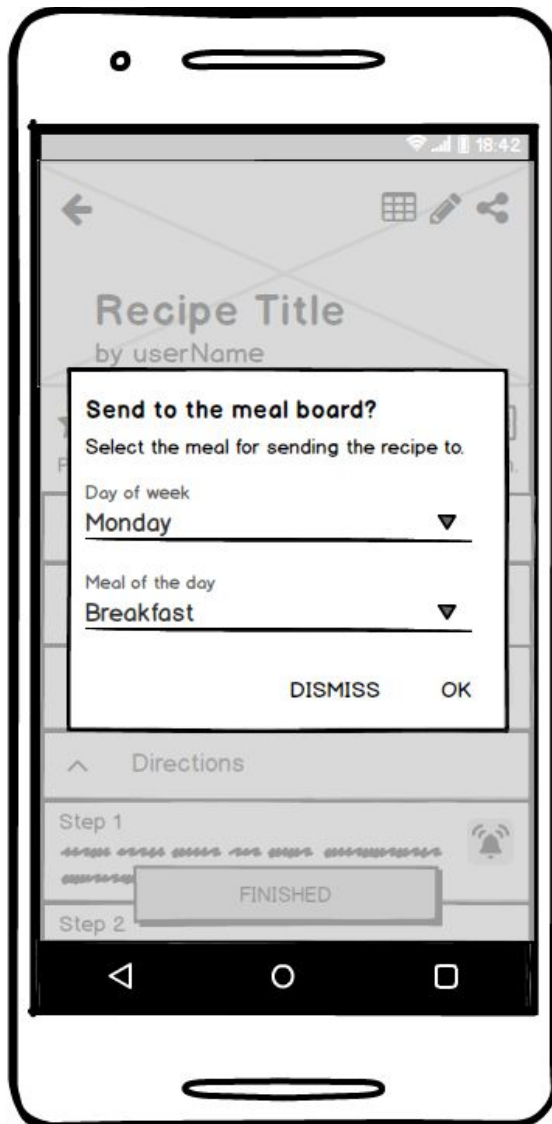 18:42
Recipe Title
by userName
Send to the meal board?
Select the meal for sending the recipe to.
Day of week
Monday
Meal of the day
Breakfast
DISMISS OK
Directions
Step 1
FINISHED
Step 2